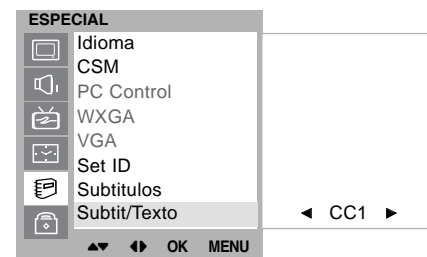 ESPECIAL
Idioma
CSM
PC Control
WXGA
VGA
Set ID
Subtitulos
Subtit/Texto ◄ CC1 ►
▲▼ ◄► OK MENU